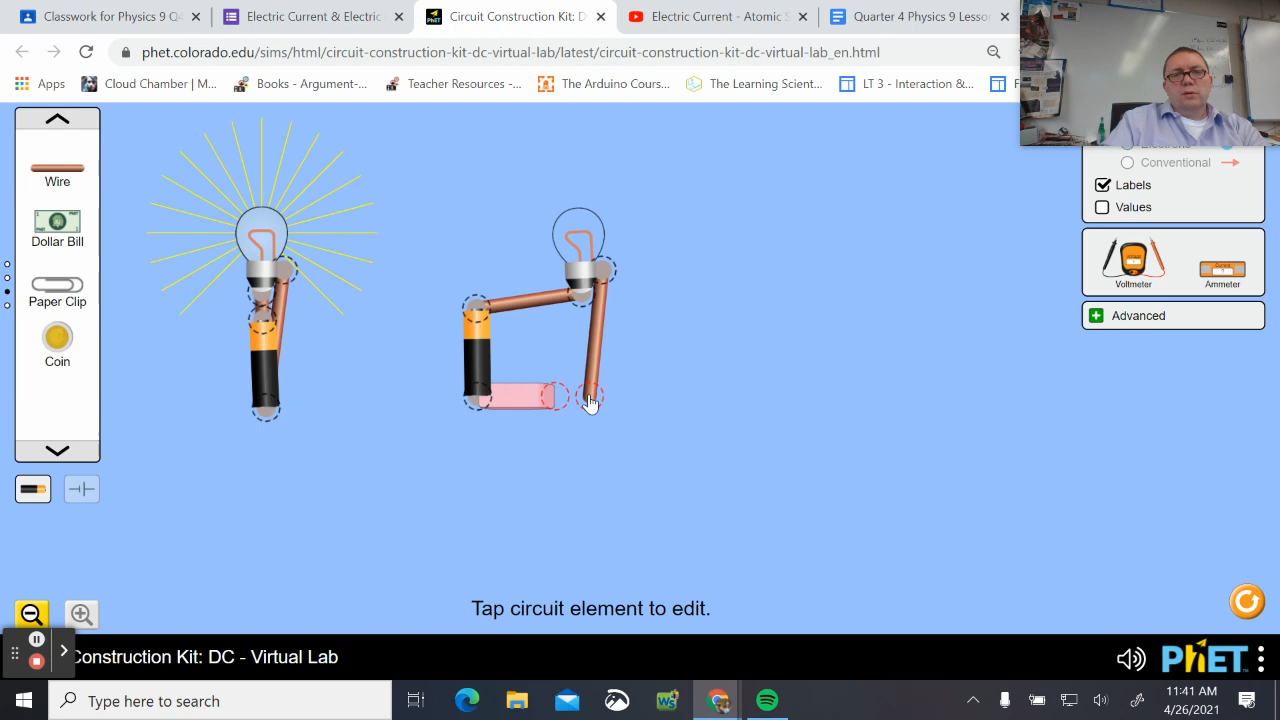 Classwork for Physics 9 Q4
Electric Current & Electric
Circuit Construction Kit: D
Electric Current - Atomic S
Quarter 4 Physics 9 Lesso
phet.colorado.edu/sims/html/circuit-construction-kit-dc-virtual-lab/latest/circuit-construction-kit-dc-virtual-lab_en.html
Apps
Cloud Chamber | M...
Books - Argument-...
Teacher Resources -...
The Arduino Cours...
The Learning Scient...
LT 3 - Interaction &...
Conventional
Labels
Values
Wire
Dollar Bill
Paper Clip
Coin
Voltmeter
Ammeter
Advanced
Tap circuit element to edit.
Construction Kit: DC - Virtual Lab
PhET
Type here to search
11:41 AM
4/26/2021